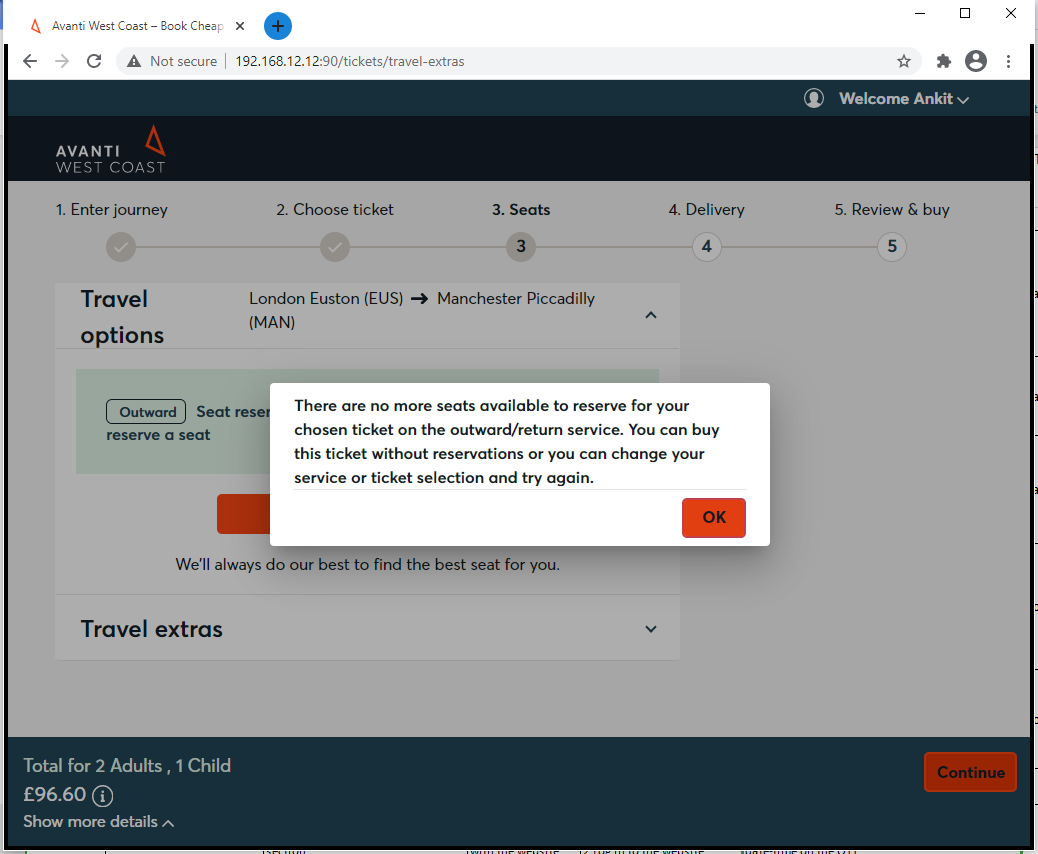 Avanti West Coast – Book Cheap
Not secure | 192.168.12.12:90/tickets/travel-extras
Welcome Ankit
AVANTI
WEST COAST
1. Enter journey 2. Choose ticket 3. Seats 4. Delivery 5. Review & buy
3 4 5
Travel options
London Euston (EUS) → Manchester Piccadilly (MAN)
Outward Seat reser
reserve a seat
There are no more seats available to reserve for your
chosen ticket on the outward/return service. You can buy
this ticket without reservations or you can change your
service or ticket selection and try again.
OK
We'll always do our best to find the best seat for you.
Travel extras
Total for 2 Adults , 1 Child
£96.60
Show more details
Continue